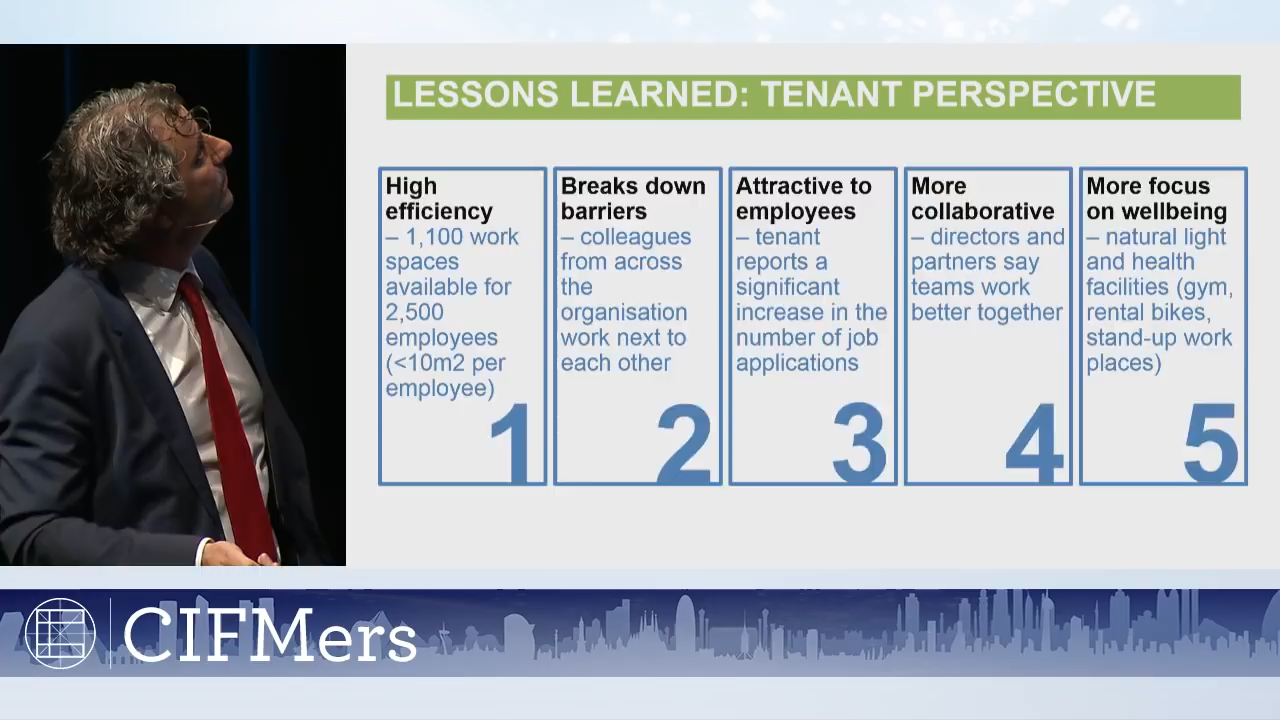 LESSONS LEARNED: TENANT PERSPECTIVE
High
efficiency
– 1,100 work
spaces
available for
2,500
employees
(<10m2 per
employee)
1
Breaks down
barriers
– colleagues
from across
the
organisation
work next to
each other
2
Attractive to
employees
– tenant
reports a
significant
increase in the
number of job
applications
3
More
collaborative
– directors and
partners say
teams work
better together
4
More focus
on wellbeing
– natural light
and health
facilities (gym,
rental bikes,
stand-up work
places)
5
CIFMers